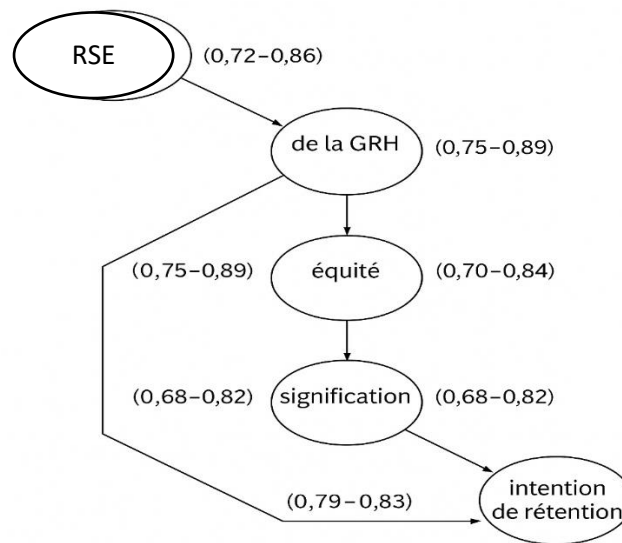 RSE
(0,72–0,86)
de la GRH
(0,75–0,89)
(0,75–0,89)
équité
(0,70–0,84)
(0,68–0,82)
signification
(0,68–0,82)
(0,79–0,83)
intention
de rétention